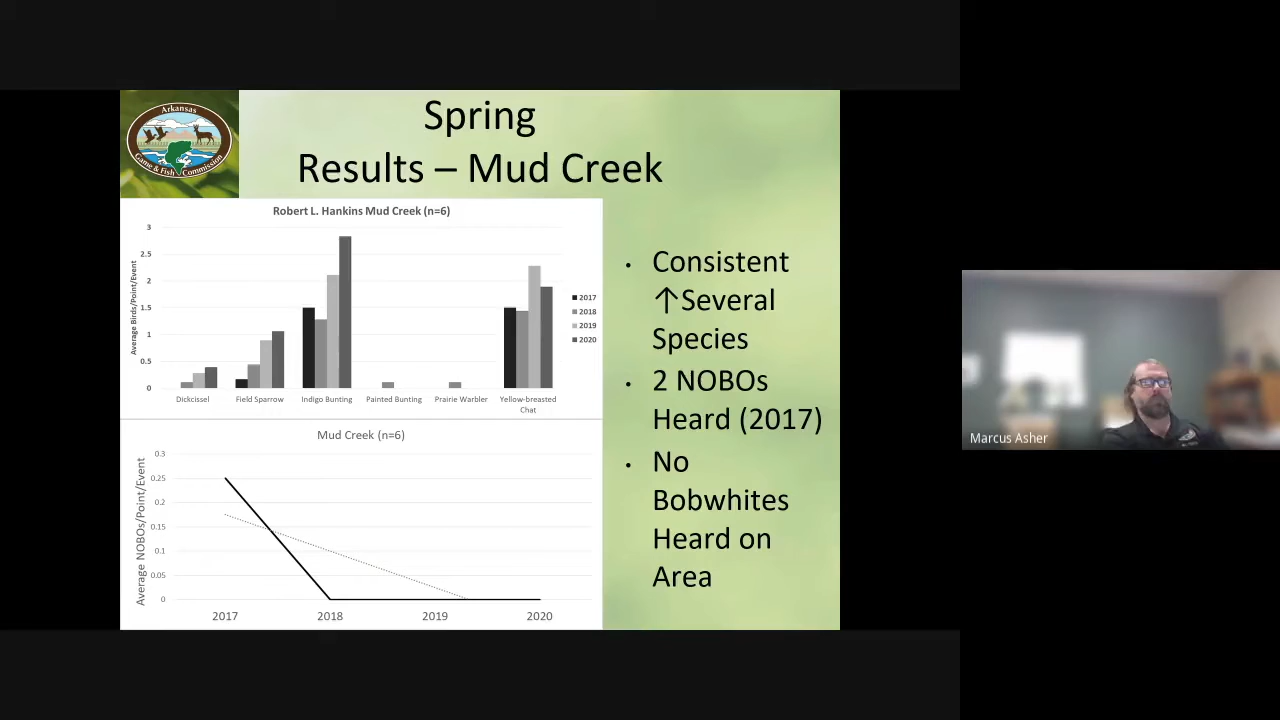 Arkansas
Game & Fish Commission
Spring
Results – Mud Creek
Robert L. Hankins Mud Creek (n=6)
Average Birds/Point/Event
3
2.5
2
1.5
1
0.5
0
Dickcissel
Field Sparrow
Indigo Bunting
Painted Bunting
Prairie Warbler
Yellow-breasted
Chat
2017
2018
2019
2020
Mud Creek (n=6)
Average NOBOs/Point/Event
0.3
0.25
0.2
0.15
0.1
0.05
0
2017
2018
2019
2020
• Consistent
↑Several
Species
• 2 NOBOs
Heard (2017)
• No
Bobwhites
Heard on
Area
Marcus Asher